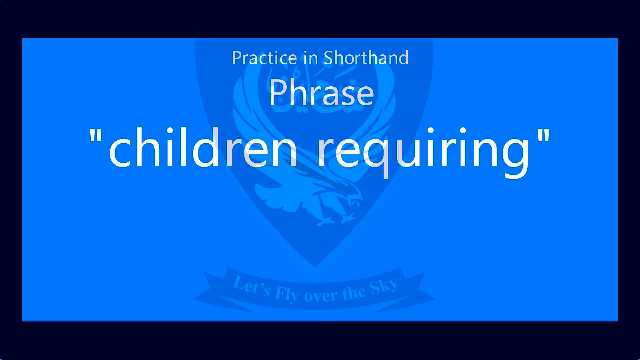 Practice in Shorthand
Phrase
"children requiring"
Let's Fly over the Sky